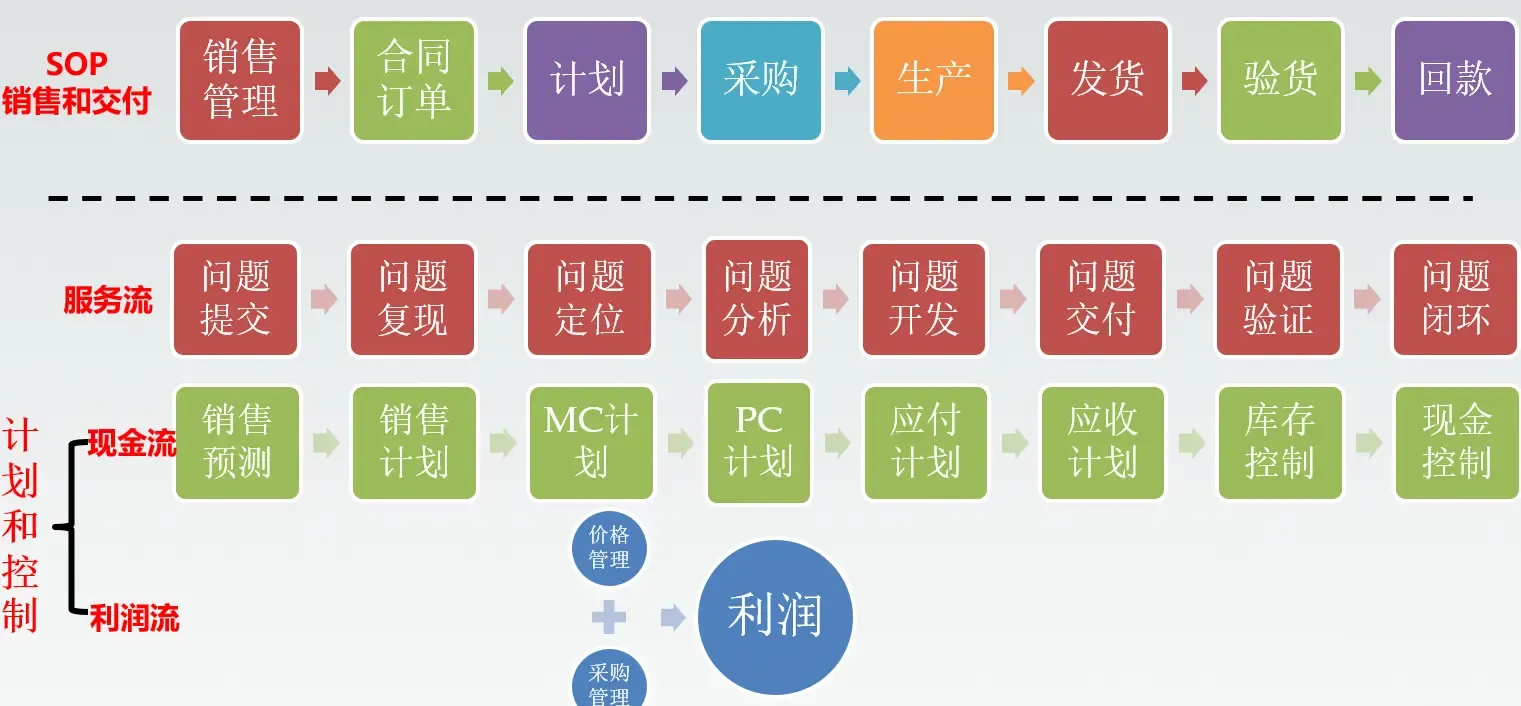 SOP
销售和交付
销售
管理
合同
订单
计划
采购
生产
发货
验货
回款
服务流
问题
提交
问题
复现
问题
定位
问题
分析
问题
开发
问题
交付
问题
验证
问题
闭环
计
划
和
控
制
现金流
销售
预测
销售
计划
MC计
划
PC
计划
应付
计划
应收
计划
库存
控制
现金
控制
利润流
价格
管理
采购
管理
利润